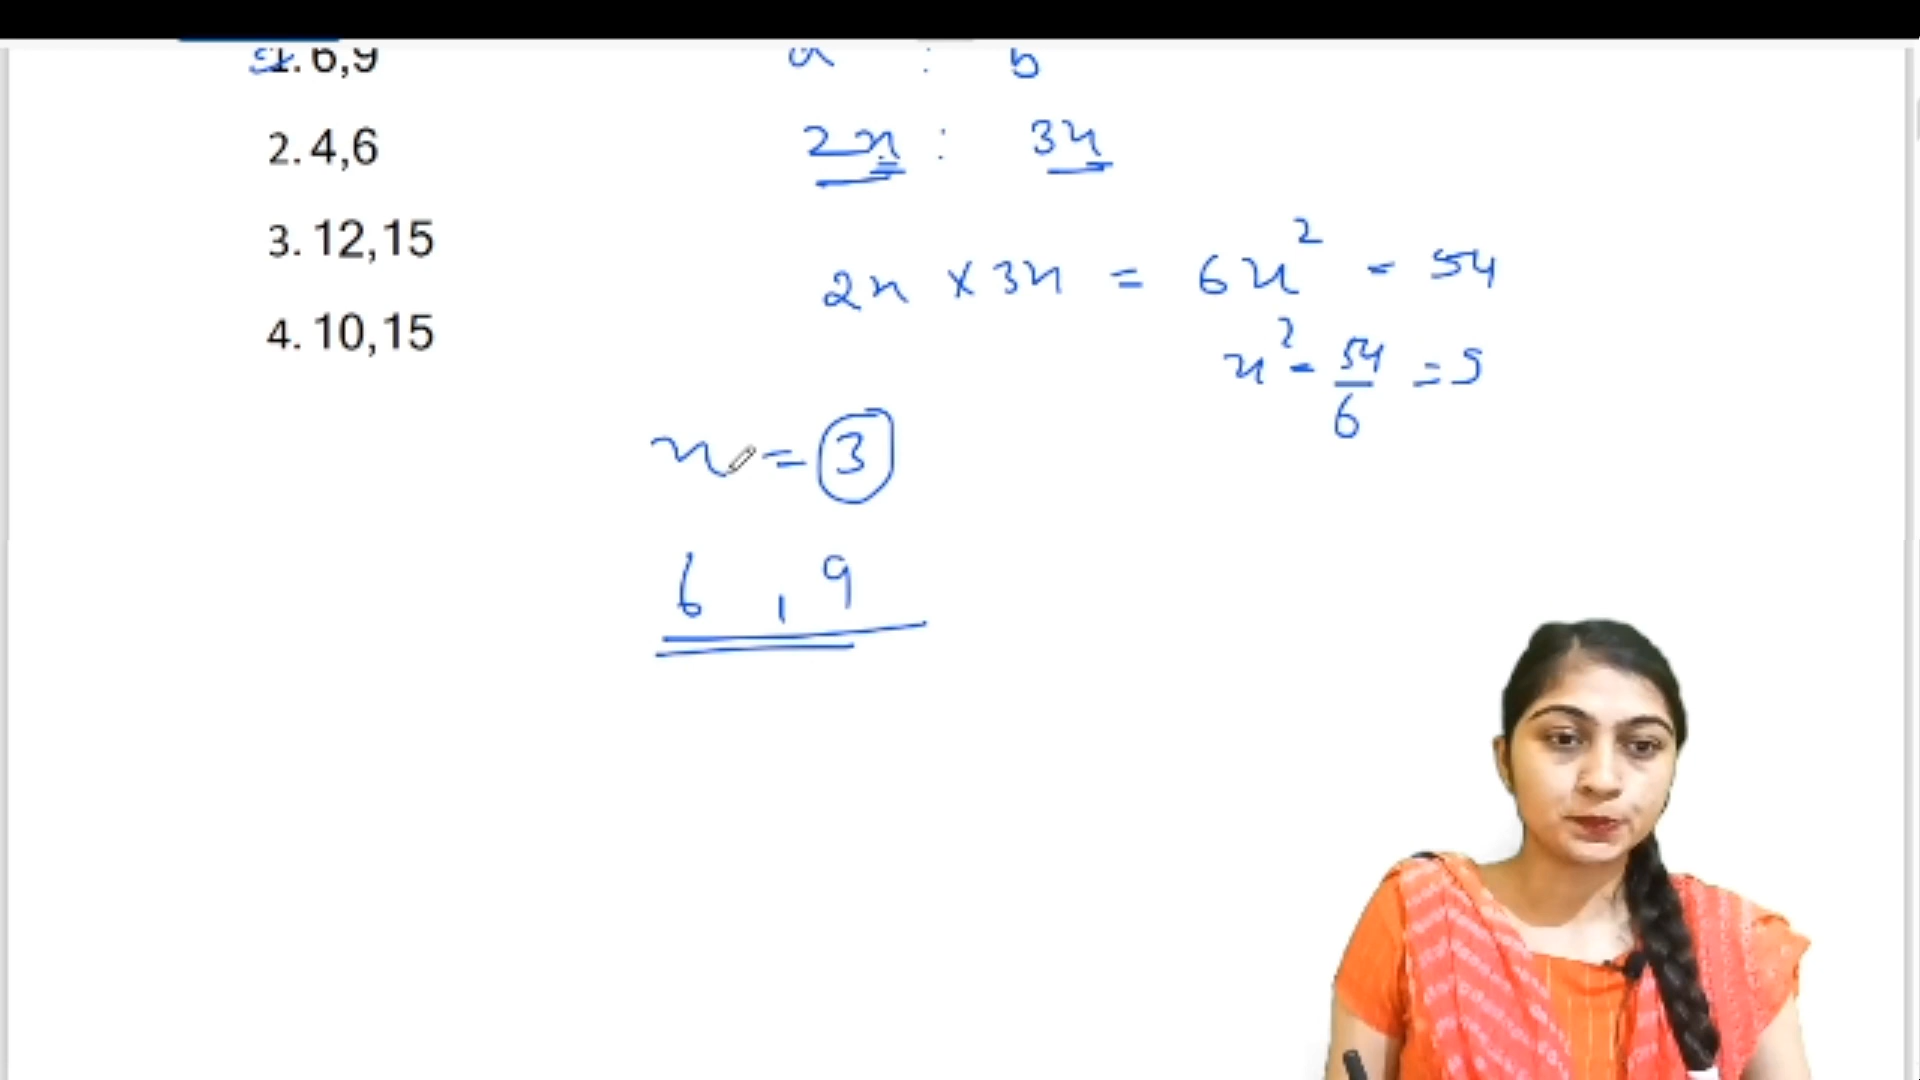 1. 6,9
2. 4,6
3. 12,15
4. 10,15
a : b
2x : 3x
2x × 3x = 6x² = 54
x² = 54/6 = 9
x = 3
6 , 9